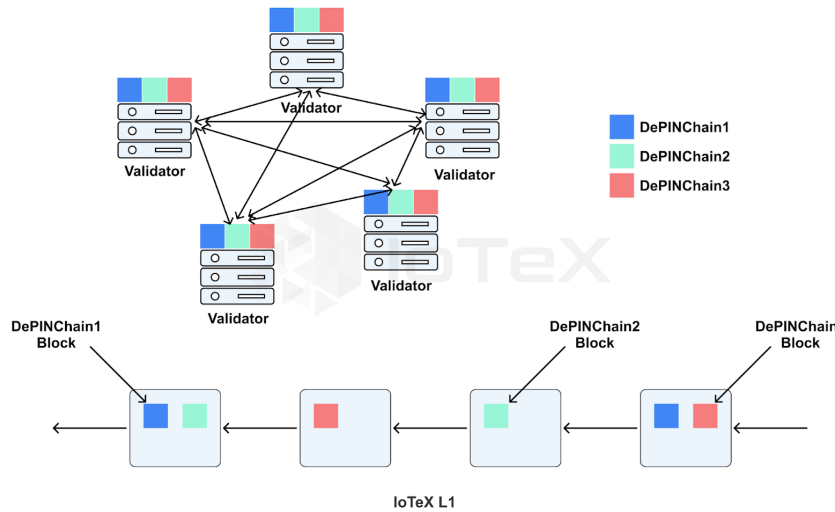 Validator
Validator
Validator
Validator
Validator
DePINChain1
DePINChain2
DePINChain3
IoTeX
DePINChain1
Block
DePINChain2
Block
DePINChain
Block
IoTeX L1